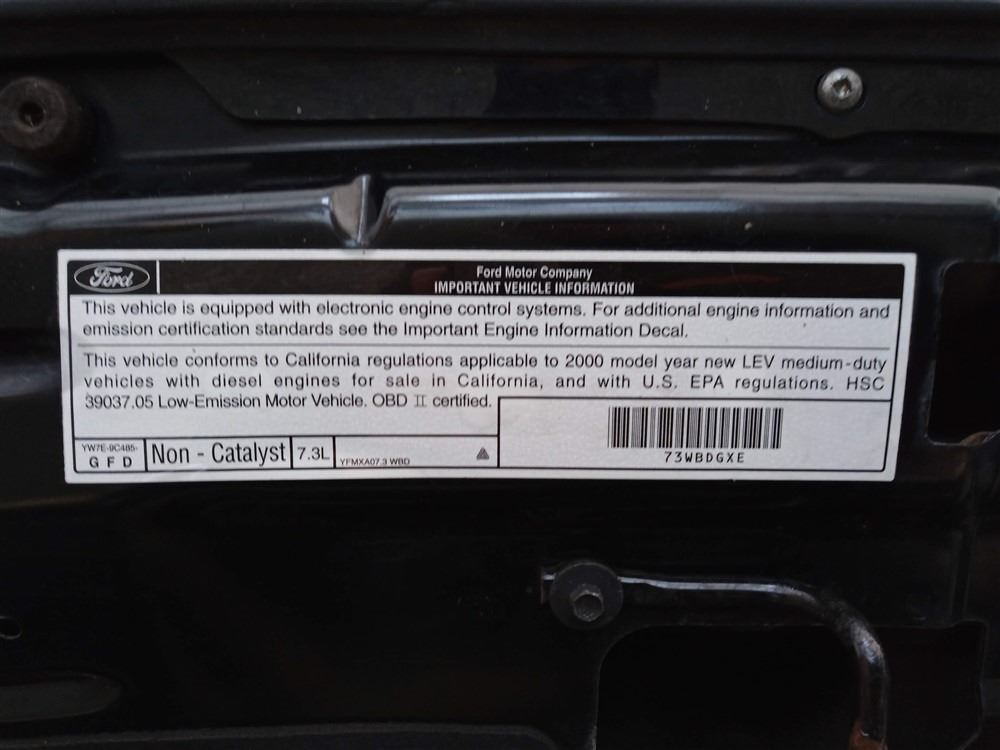 Ford
Ford Motor Company
IMPORTANT VEHICLE INFORMATION
This vehicle is equipped with electronic engine control systems. For additional engine information and
emission certification standards see the Important Engine Information Decal.
This vehicle conforms to California regulations applicable to 2000 model year new LEV medium-duty
vehicles with diesel engines for sale in California, and with U.S. EPA regulations. HSC
39037.05 Low-Emission Motor Vehicle. OBD II certified.
YW7E-9C485-
G F D
Non - Catalyst
7.3L
YFMXA07.3 WBD
73WBDGXE